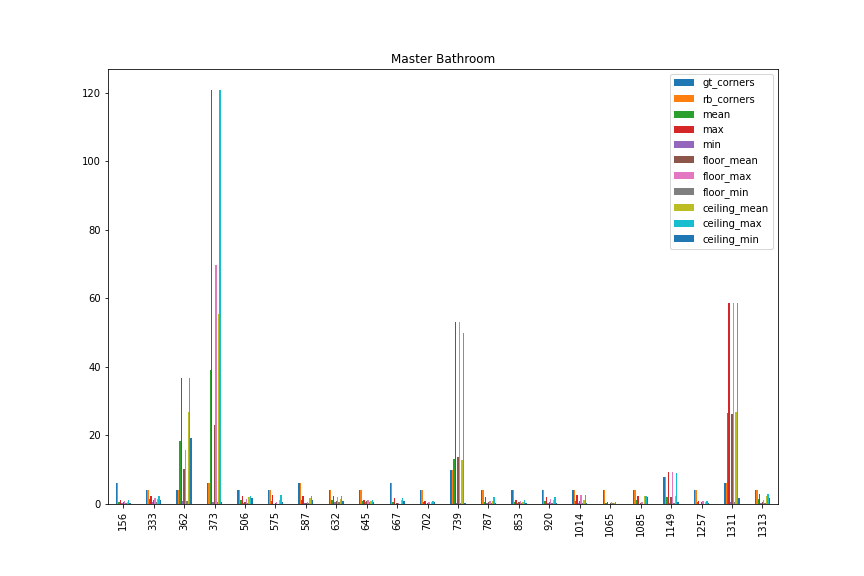 Master Bathroom
120
100
80
60
40
20
0
gt_corners
rb_corners
mean
max
min
floor_mean
floor_max
floor_min
ceiling_mean
ceiling_max
ceiling_min
156 333 362 373 506 575 587 632 645 667 702 739 787 853 920 1014 1065 1085 1149 1257 1311 1313